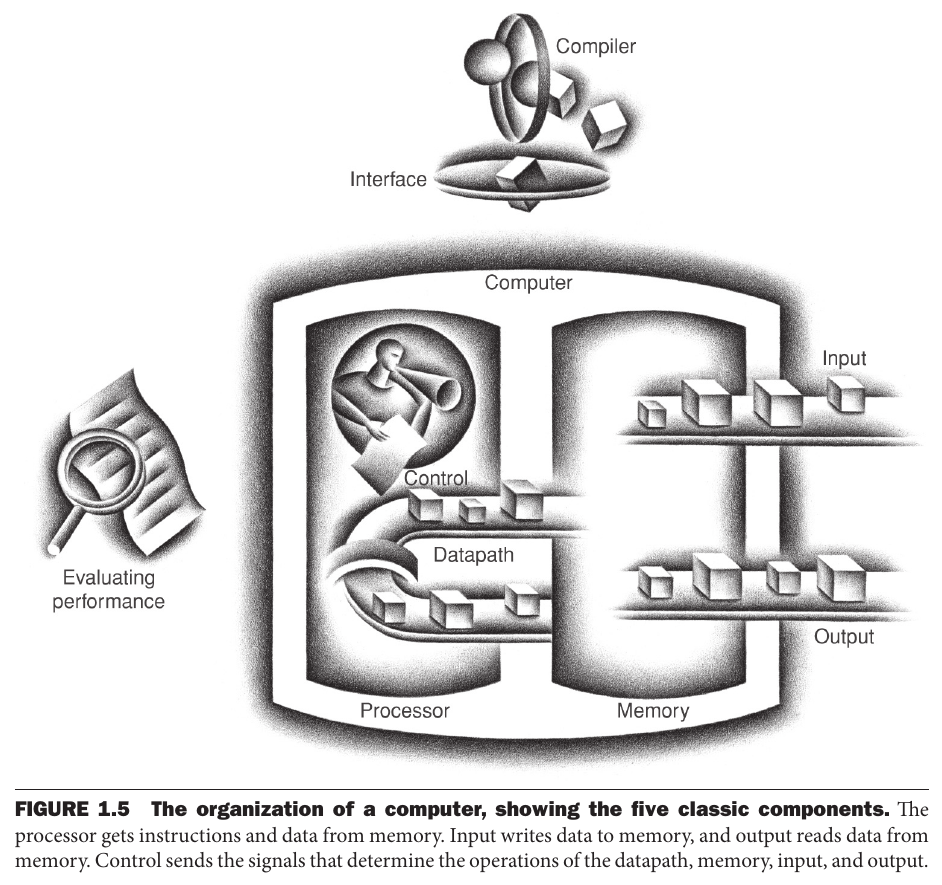 Compiler
Interface
Computer
Input
Control
Datapath
Evaluating
performance
Output
Processor
Memory
FIGURE 1.5 The organization of a computer, showing the five classic components. The
processor gets instructions and data from memory. Input writes data to memory, and output reads data from
memory. Control sends the signals that determine the operations of the datapath, memory, input, and output.